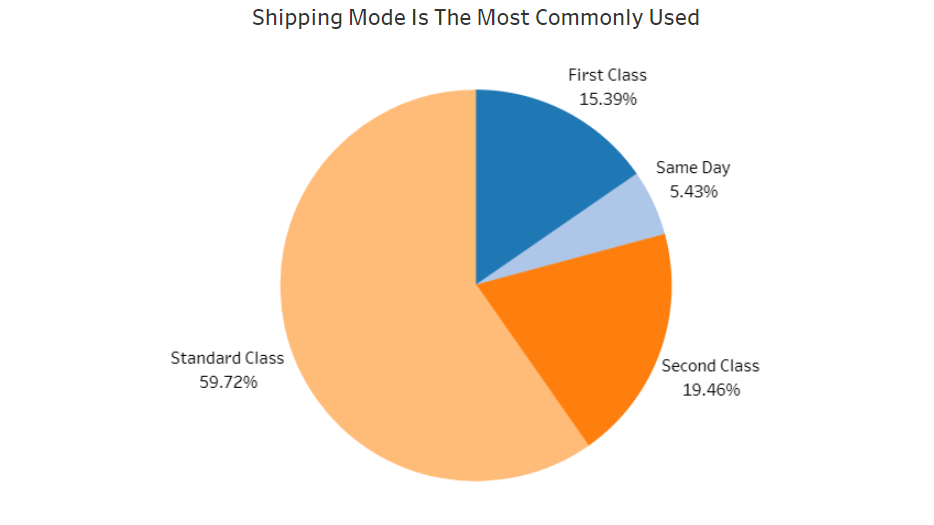 Shipping Mode Is The Most Commonly Used
First Class
15.39%
Same Day
5.43%
Second Class
19.46%
Standard Class
59.72%